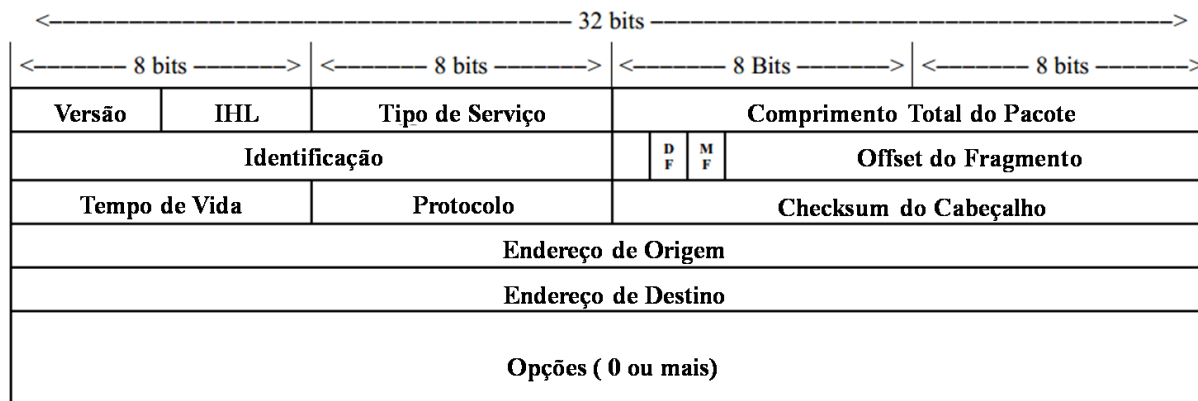 <---------------------- 32 bits ---------------------->
<------- 8 bits -------> <------- 8 bits -------> <------- 8 Bits -------> <------- 8 bits ------->
Versão IHL Tipo de Serviço Comprimento Total do Pacote
Identificação DF MF Offset do Fragmento
Tempo de Vida Protocolo Checksum do Cabeçalho
Endereço de Origem
Endereço de Destino
Opções ( 0 ou mais)